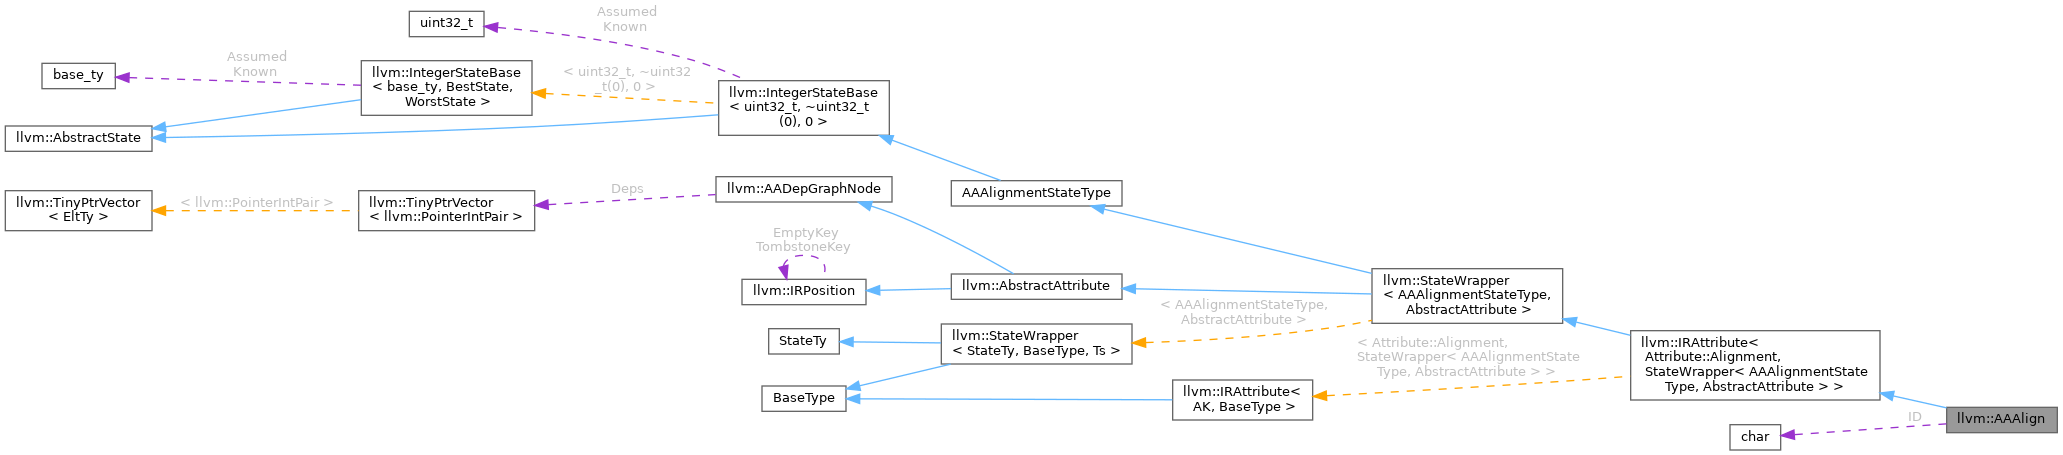 Assumed
Known
uint32_t
Assumed
Known
base_ty
llvm::IntegerStateBase
< base_ty, BestState,
WorstState >
< uint32_t, ~uint32
_t(0), 0 >
llvm::IntegerStateBase
< uint32_t, ~uint32_t
(0), 0 >
llvm::AbstractState
AAAlignmentStateType
llvm::TinyPtrVector
< EltTy >
< llvm::PointerIntPair >
llvm::TinyPtrVector
< llvm::PointerIntPair >
Deps
llvm::AADepGraphNode
EmptyKey
TombstoneKey
llvm::IRPosition
llvm::AbstractAttribute
llvm::StateWrapper
< AAAlignmentStateType,
AbstractAttribute >
< AAAlignmentStateType,
AbstractAttribute >
StateTy
llvm::StateWrapper
< StateTy, BaseType, Ts >
< Attribute::Alignment,
StateWrapper< AAAlignmentState
Type, AbstractAttribute > >
llvm::IRAttribute<
Attribute::Alignment,
StateWrapper< AAAlignmentState
Type, AbstractAttribute > >
BaseType
llvm::IRAttribute<
AK, BaseType >
ID
llvm::AAAlign
char